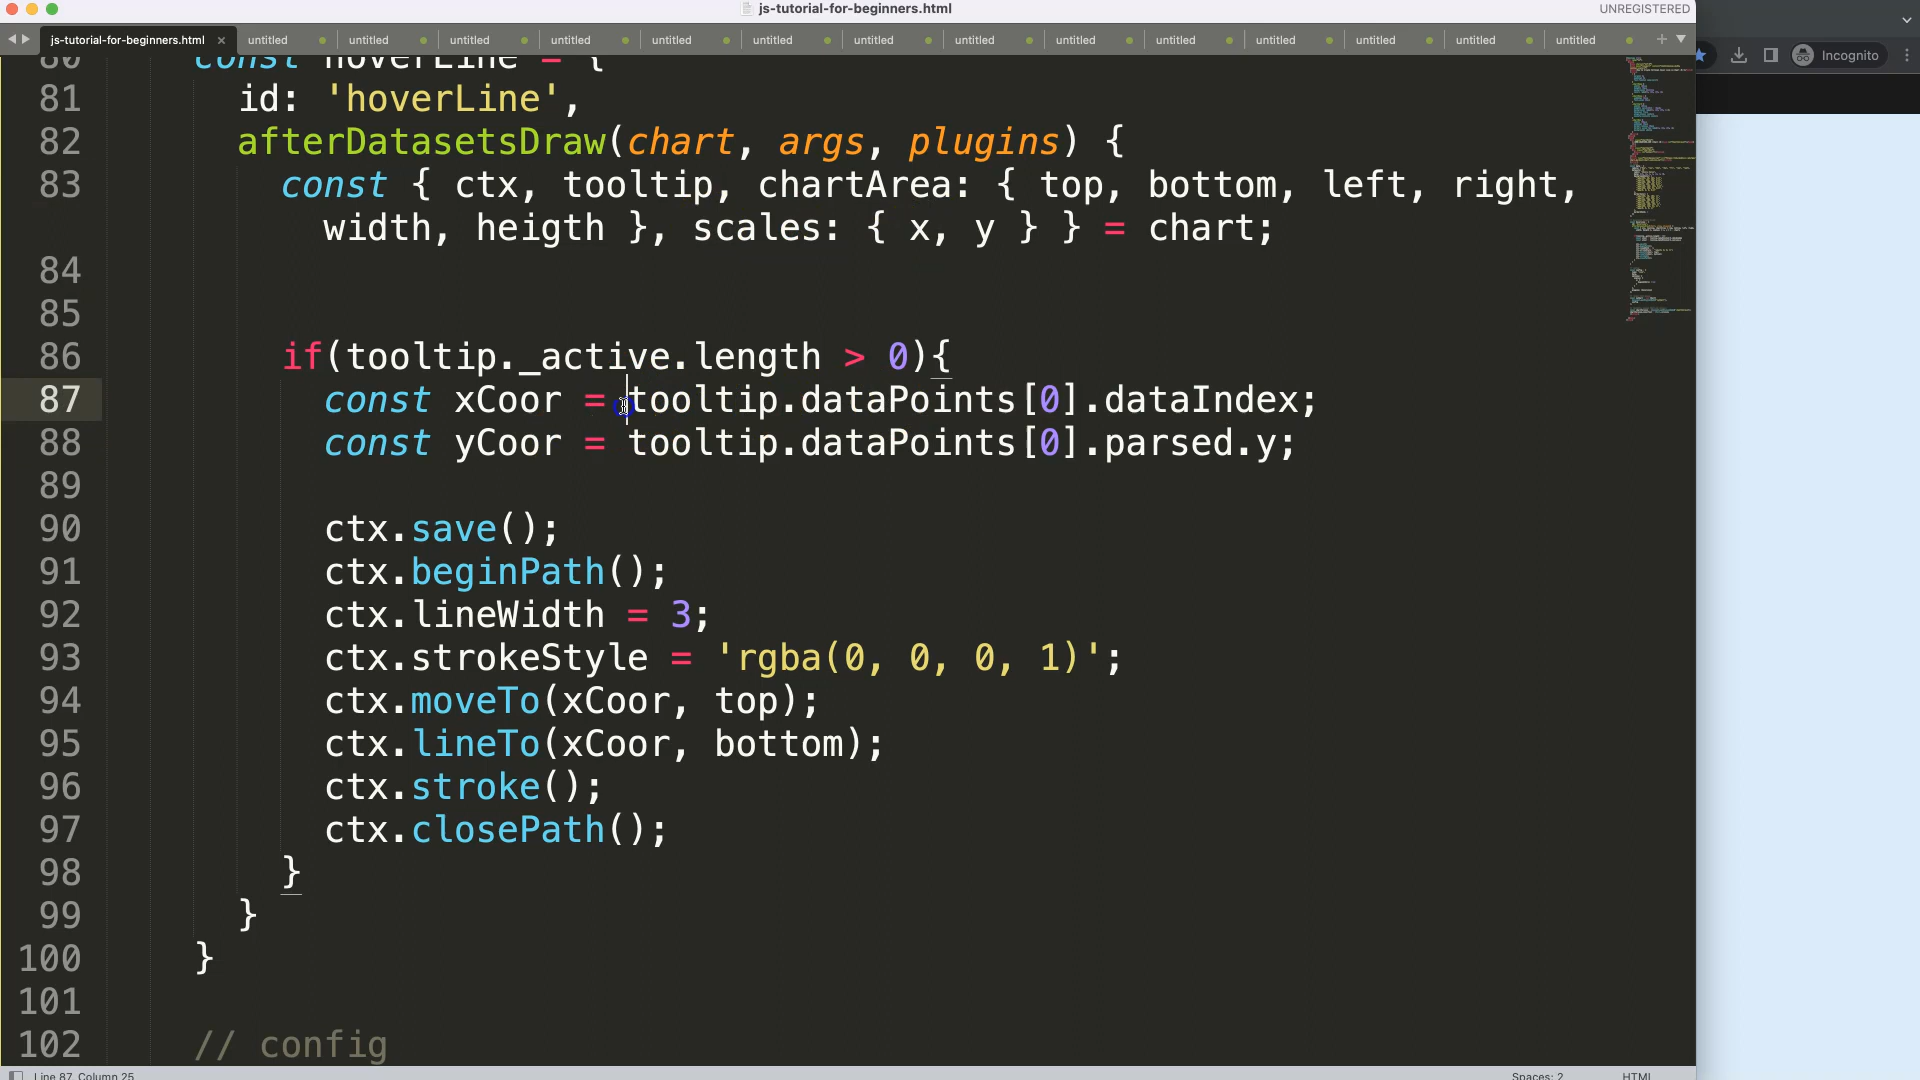 js-tutorial-for-beginners.html
UNREGISTERED
js-tutorial-for-beginners.html × untitled untitled untitled untitled untitled untitled untitled untitled untitled untitled untitled untitled untitled untitled
Incognito
80 const hoverLine = {
81 id: 'hoverLine',
82 afterDatasetsDraw(chart, args, plugins) {
83 const { ctx, tooltip, chartArea: { top, bottom, left, right,
width, heigth }, scales: { x, y } } = chart;
84
85
86 if(tooltip._active.length > 0){
87 const xCoor = tooltip.dataPoints[0].dataIndex;
88 const yCoor = tooltip.dataPoints[0].parsed.y;
89
90 ctx.save();
91 ctx.beginPath();
92 ctx.lineWidth = 3;
93 ctx.strokeStyle = 'rgba(0, 0, 0, 1)';
94 ctx.moveTo(xCoor, top);
95 ctx.lineTo(xCoor, bottom);
96 ctx.stroke();
97 ctx.closePath();
98 }
99 }
100 }
101
102 // config
Line 87, Column 25
Spaces: 2
HTML